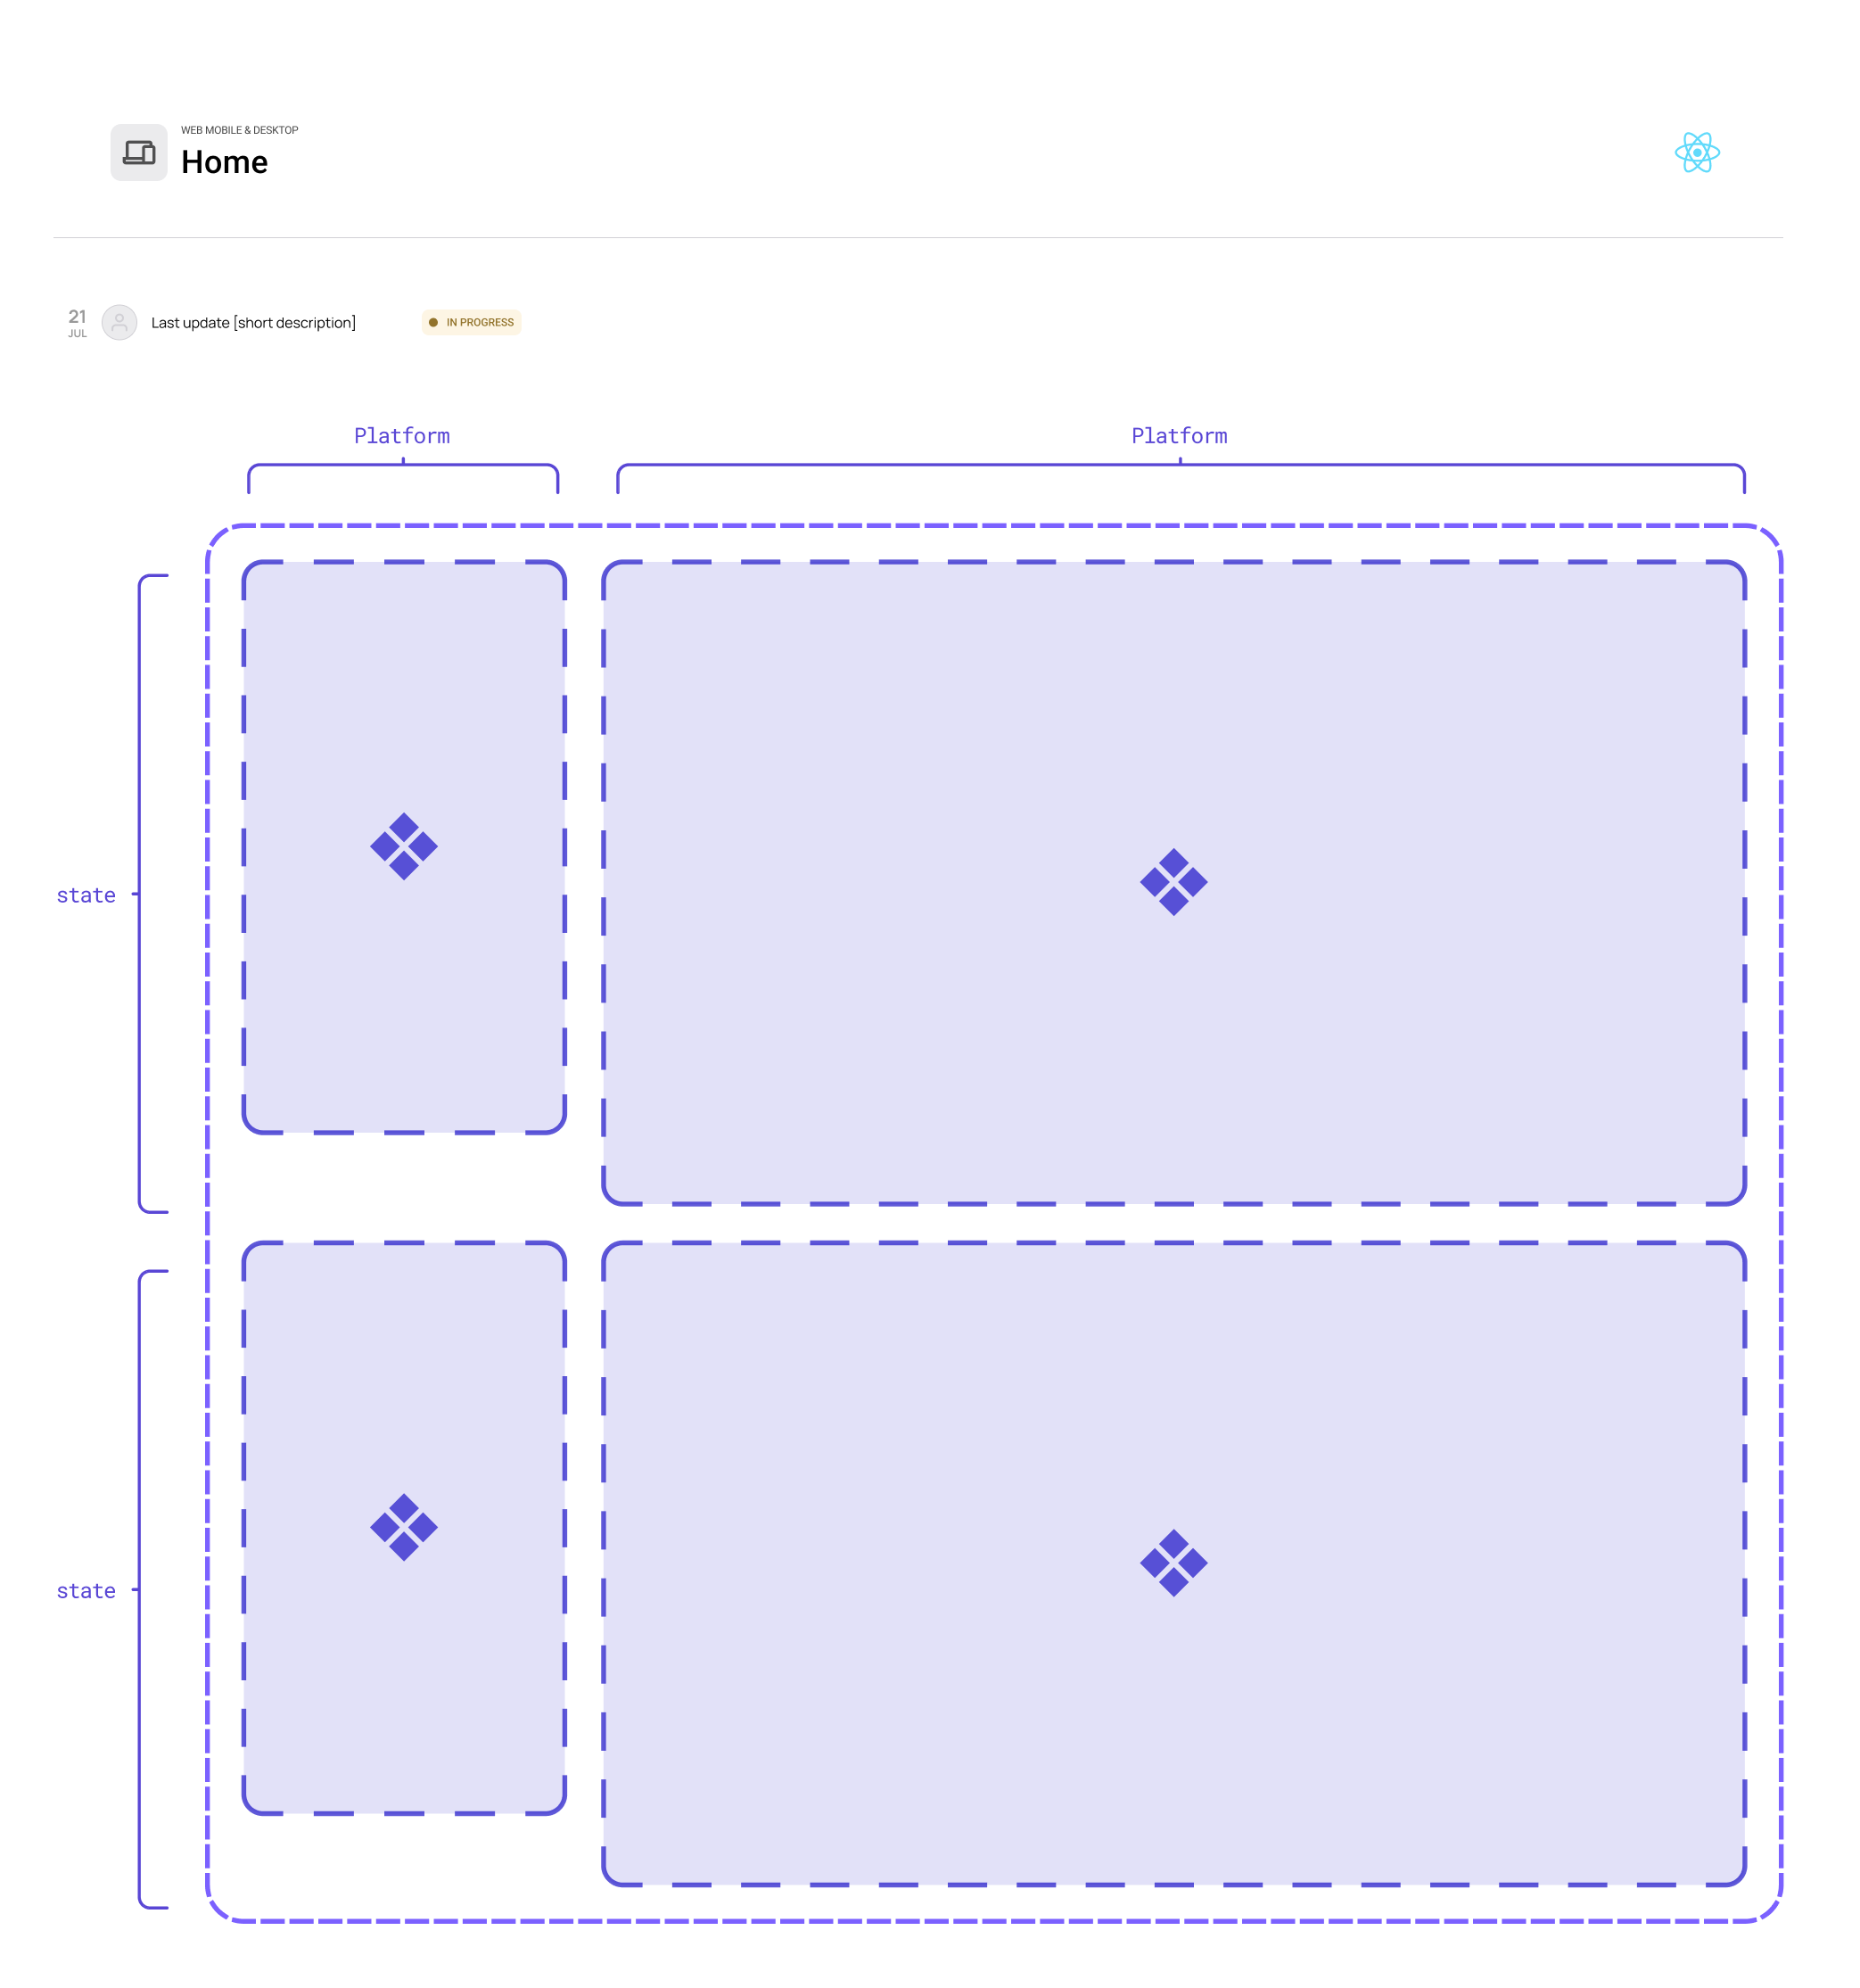 WEB MOBILE & DESKTOP
Home
21
JUL
Last update [short description]
IN PROGRESS
Platform
Platform
state
state